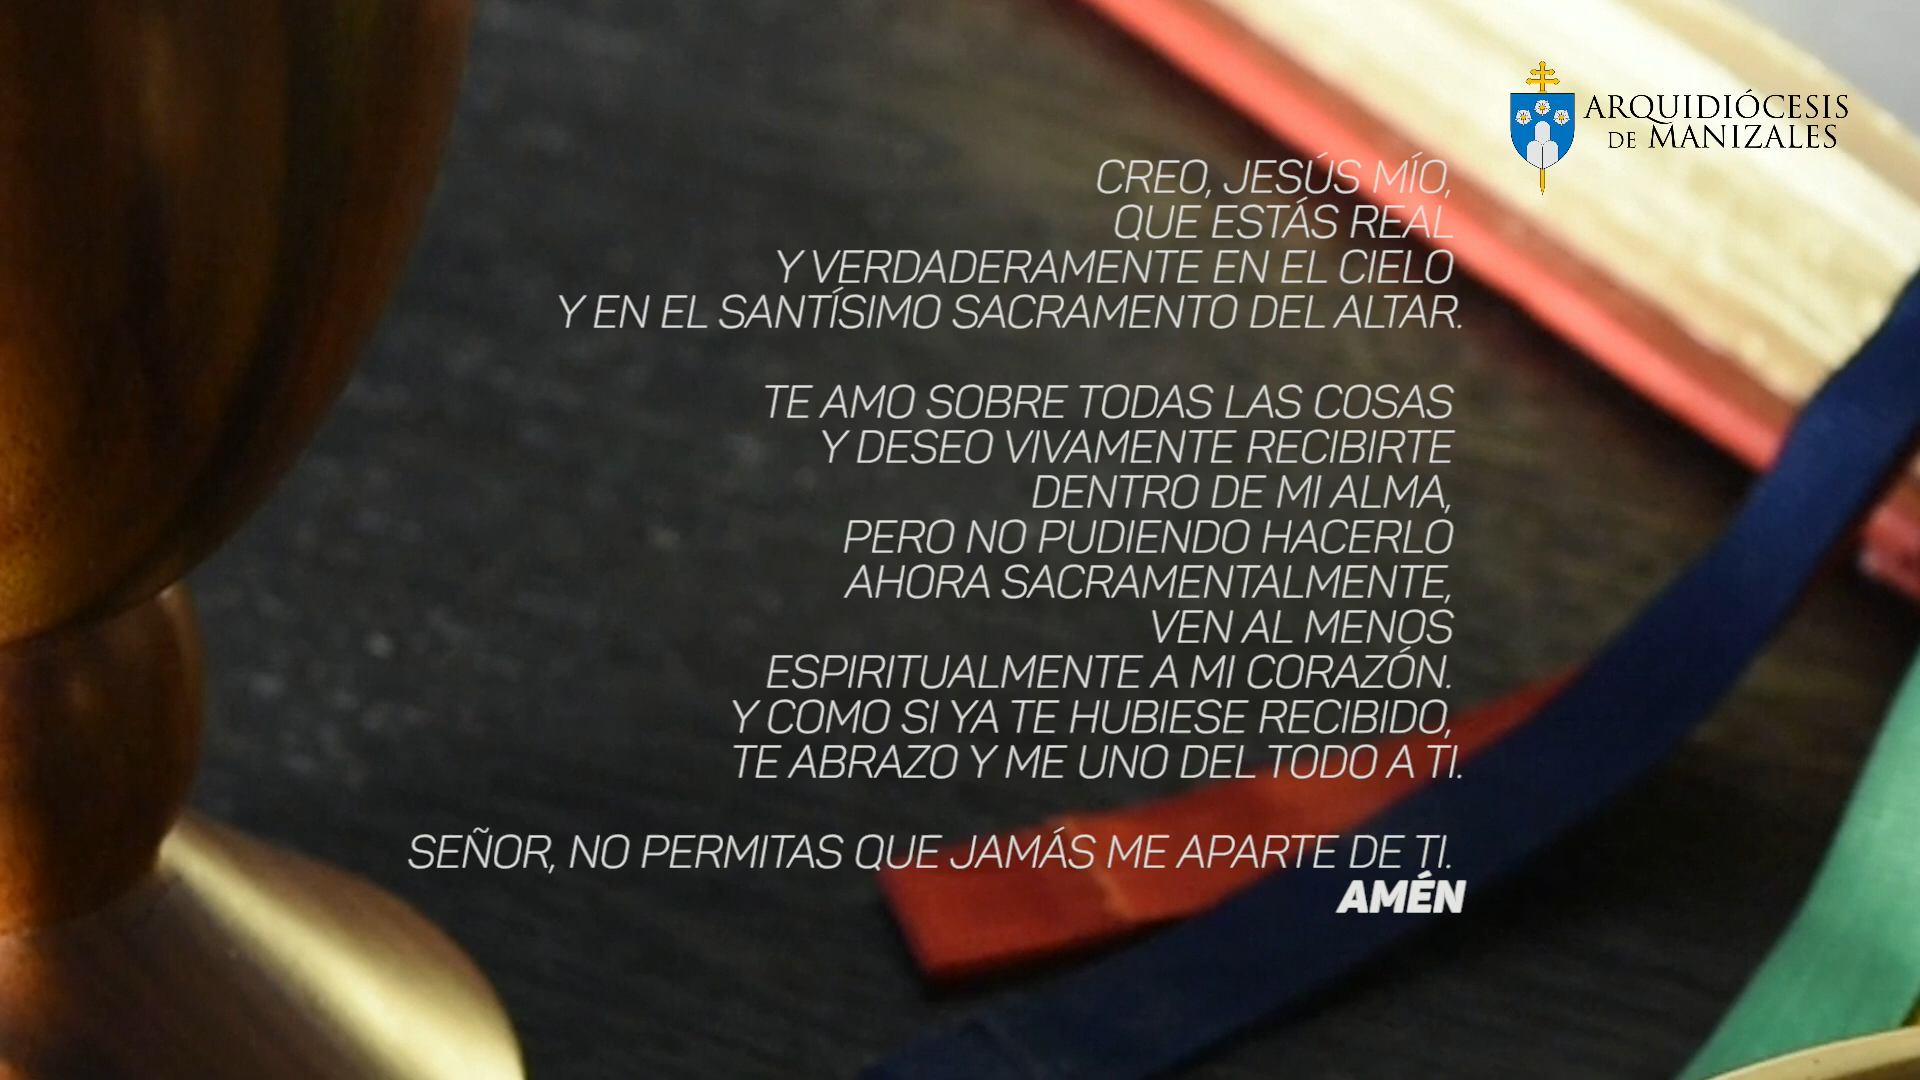 ARQUIDIÓCESIS
DE MANIZALES
CREO, JESÚS MÍO,
QUE ESTÁS REAL
Y VERDADERAMENTE EN EL CIELO
Y EN EL SANTÍSIMO SACRAMENTO DEL ALTAR.
TE AMO SOBRE TODAS LAS COSAS
Y DESEO VIVAMENTE RECIBIRTE
DENTRO DE MI ALMA,
PERO NO PUDIENDO HACERLO
AHORA SACRAMENTALMENTE,
VEN AL MENOS
ESPIRITUALMENTE A MI CORAZÓN.
Y COMO SI YA TE HUBIESE RECIBIDO,
TE ABRAZO Y ME UNO DEL TODO A TI.
SEÑOR, NO PERMITAS QUE JAMÁS ME APARTE DE TI.
AMÉN